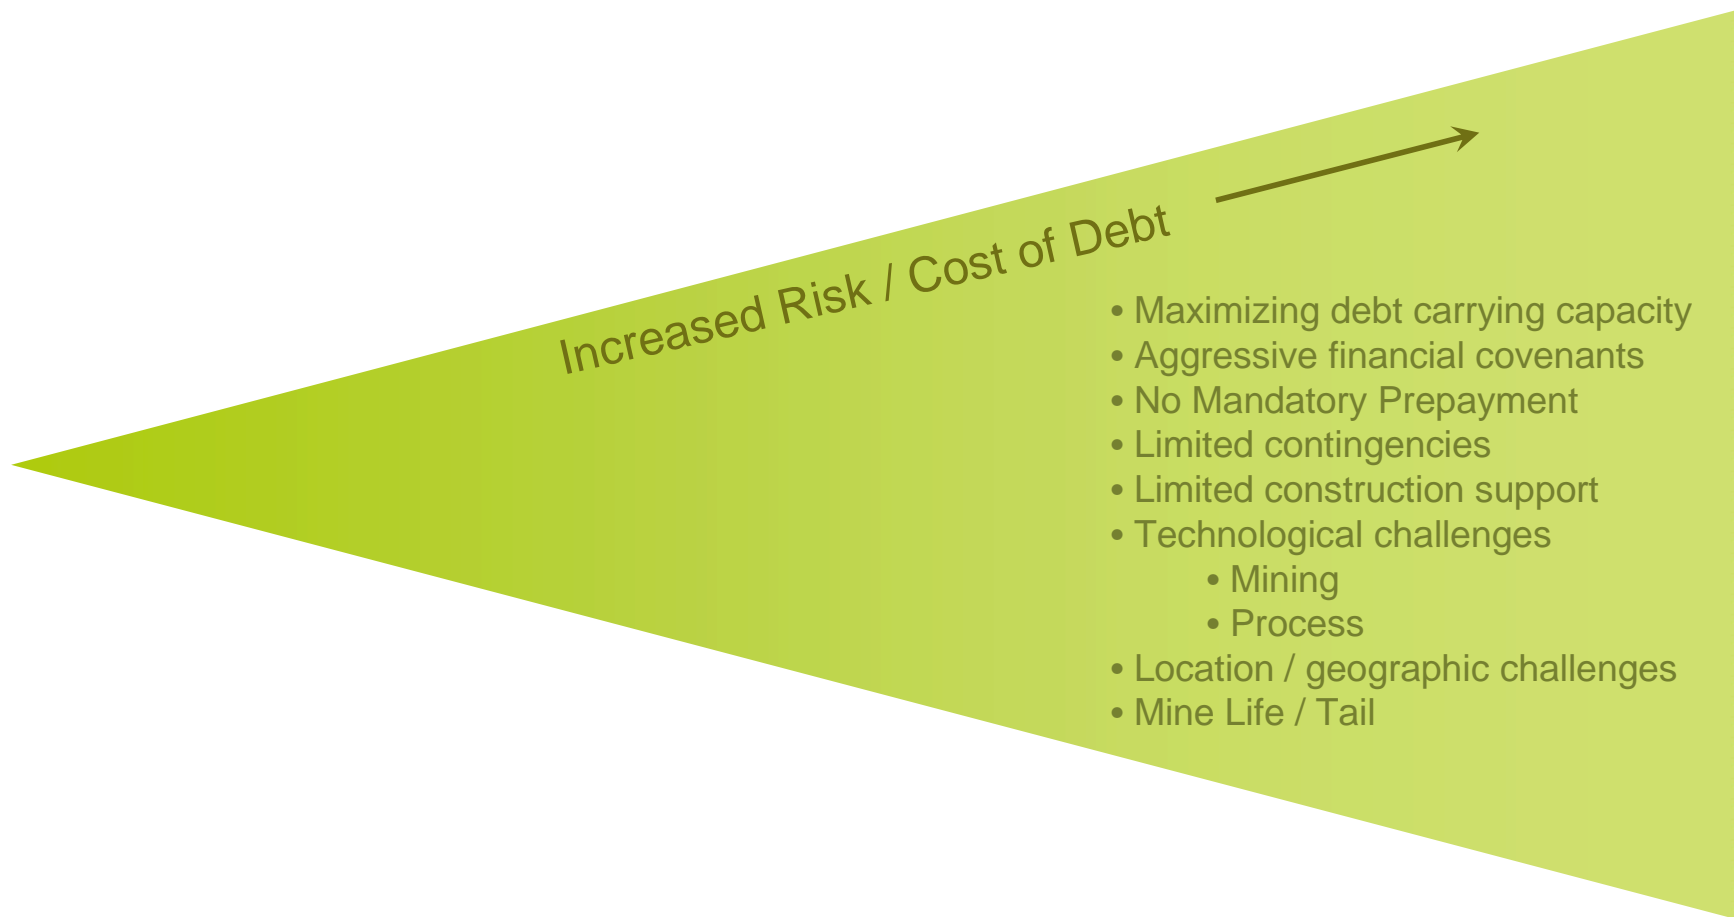 Increased Risk / Cost of Debt
• Maximizing debt carrying capacity
• Aggressive financial covenants
• No Mandatory Prepayment
• Limited contingencies
• Limited construction support
• Technological challenges
• Mining
• Process
• Location / geographic challenges
• Mine Life / Tail